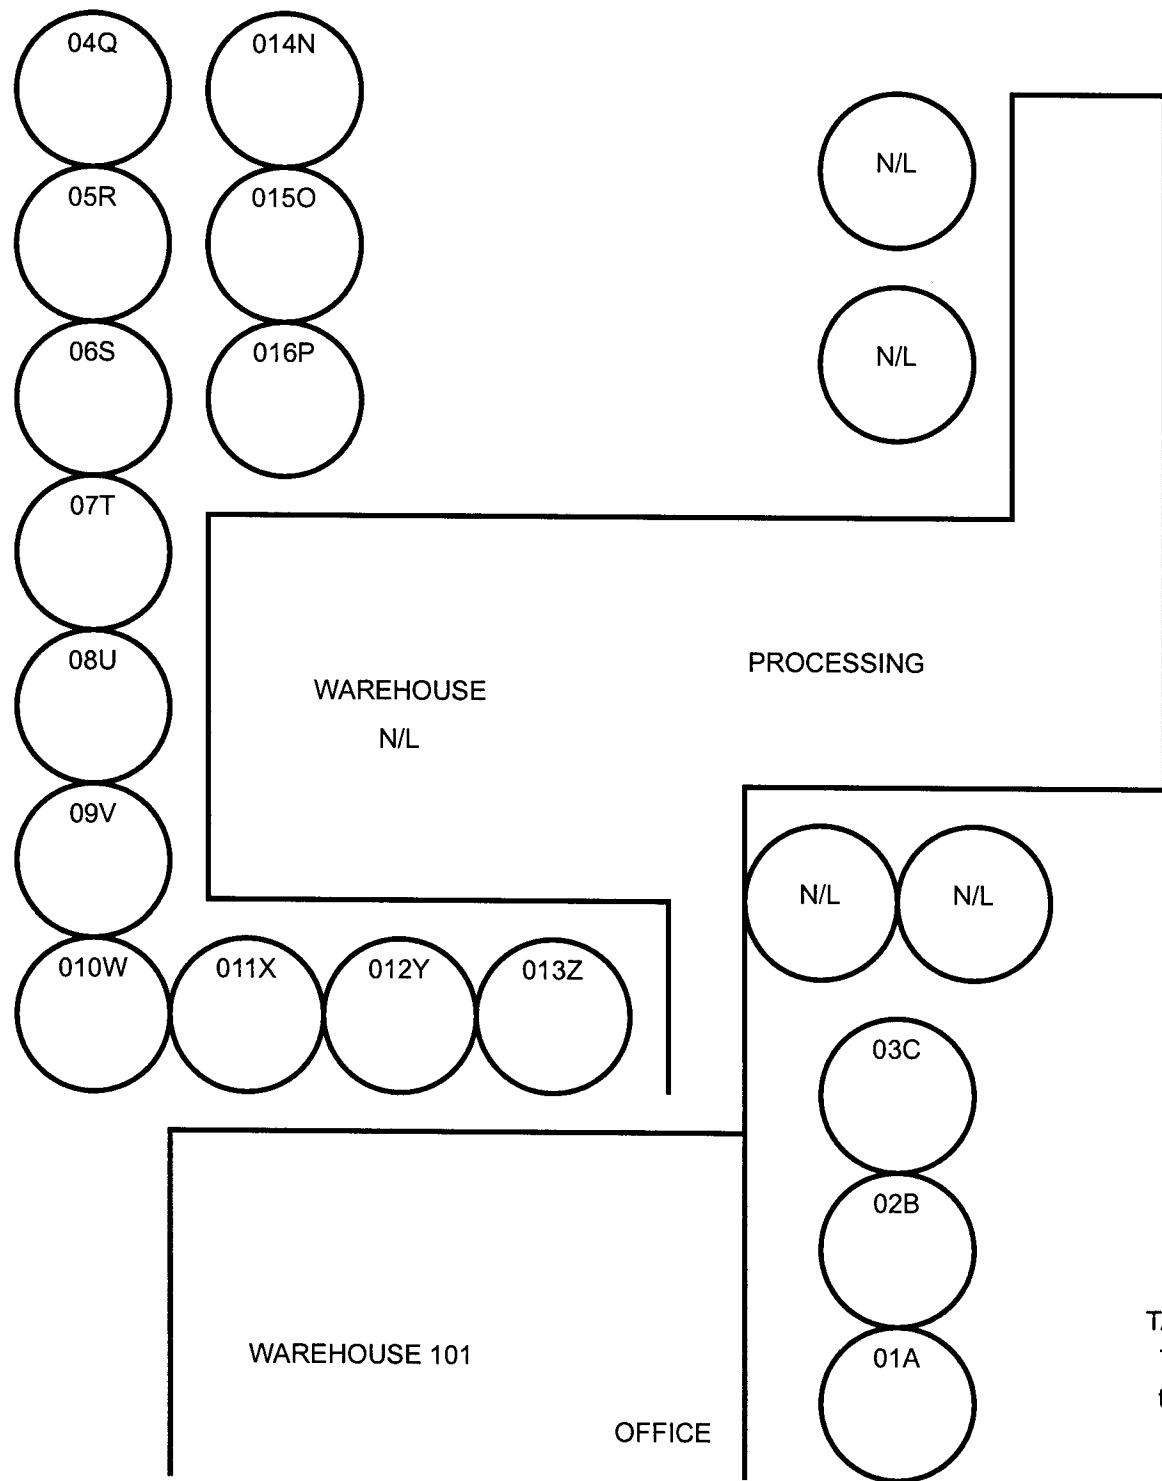 04Q
014N
N/L
05R
015O
06S
016P
N/L
07T
08U
WAREHOUSE
N/L
PROCESSING
09V
N/L
N/L
010W
011X
012Y
013Z
03C
02B
01A
WAREHOUSE 101
OFFICE